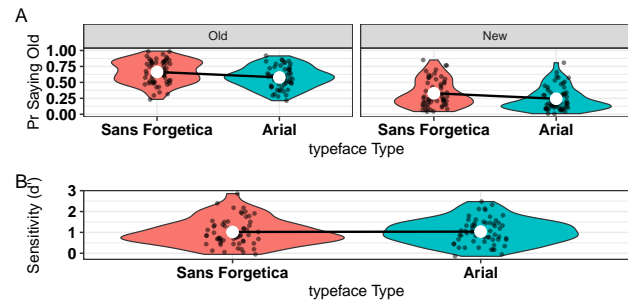 A
Old
New
Pr Saying Old
1.00
0.75
0.50
0.25
0.00
Sans Forgetica
Arial
Sans Forgetica
Arial
typeface Type
B
Sensitivity (d')
3
2
1
0
Sans Forgetica
Arial
typeface Type